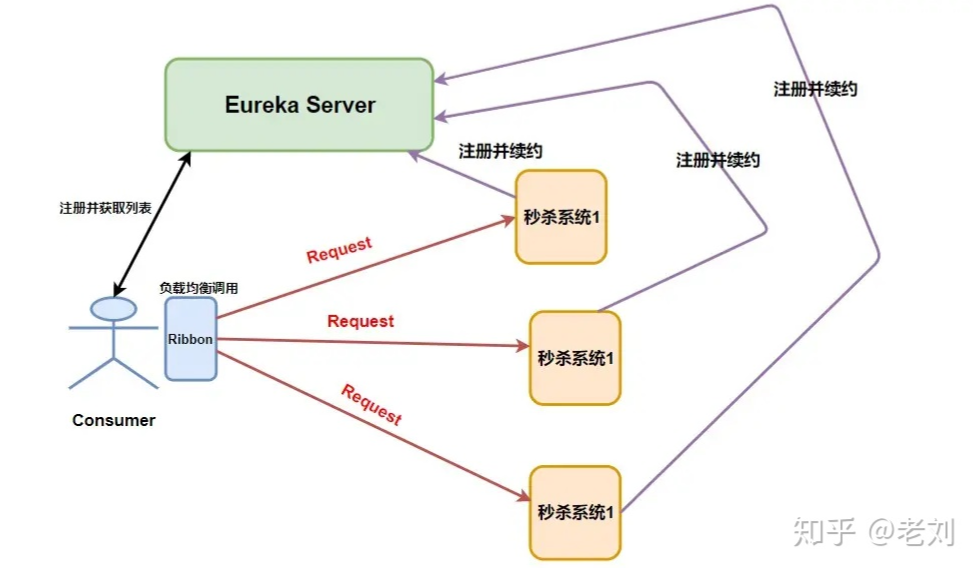 注册并续约
Eureka Server
注册并续约
注册并续约
注册并获取列表
秒杀系统1
Request
负载均衡调用
Ribbon
Request
秒杀系统1
Request
Consumer
秒杀系统1
知乎 @老刘